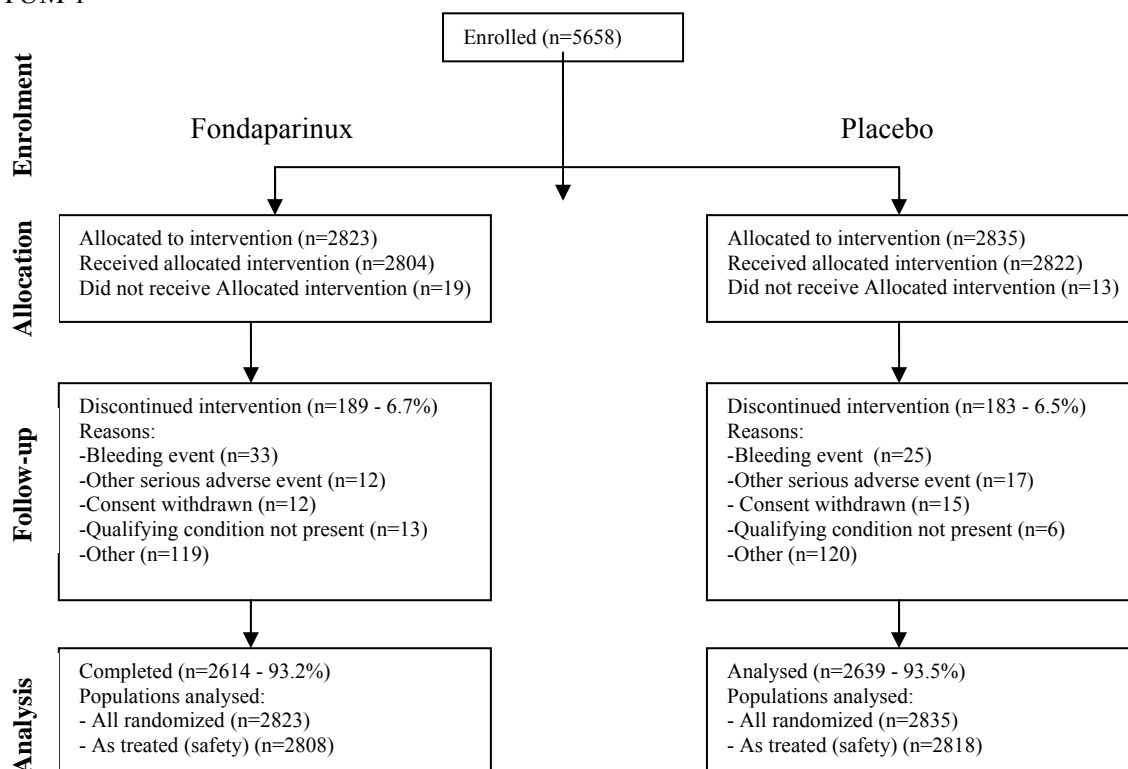 Enrolled (n=5658)
Enrolment
Fondaparinux
Placebo
Allocation
Allocated to intervention (n=2823)
Received allocated intervention (n=2804)
Did not receive Allocated intervention (n=19)
Allocated to intervention (n=2835)
Received allocated intervention (n=2822)
Did not receive Allocated intervention (n=13)
Follow-up
Discontinued intervention (n=189 - 6.7%)
Reasons:
-Bleeding event (n=33)
-Other serious adverse event (n=12)
-Consent withdrawn (n=12)
-Qualifying condition not present (n=13)
-Other (n=119)
Discontinued intervention (n=183 - 6.5%)
Reasons:
-Bleeding event (n=25)
-Other serious adverse event (n=17)
- Consent withdrawn (n=15)
-Qualifying condition not present (n=6)
-Other (n=120)
Analysis
Completed (n=2614 - 93.2%)
Populations analysed:
- All randomized (n=2823)
- As treated (safety) (n=2808)
Analysed (n=2639 - 93.5%)
Populations analysed:
- All randomized (n=2835)
- As treated (safety) (n=2818)